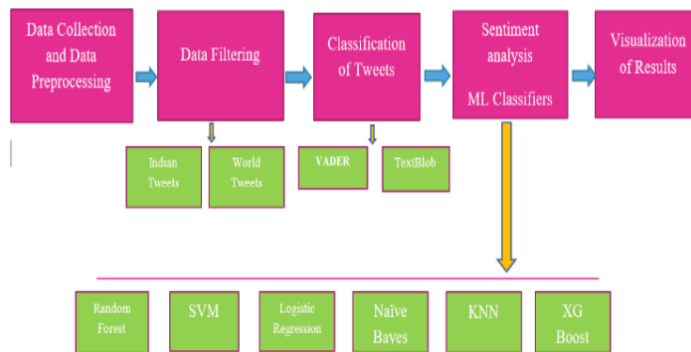 Data Collection
and Data
Preprocessing
Data Filtering
Classification
of Tweets
Sentiment
analysis
ML Classifiers
Visualization
of Results
Indian
Tweets
World
Tweets
VADER
TextBlob
Random
Forest
SVM
Logistic
Regression
Naïve
Bayes
KNN
XG
Boost